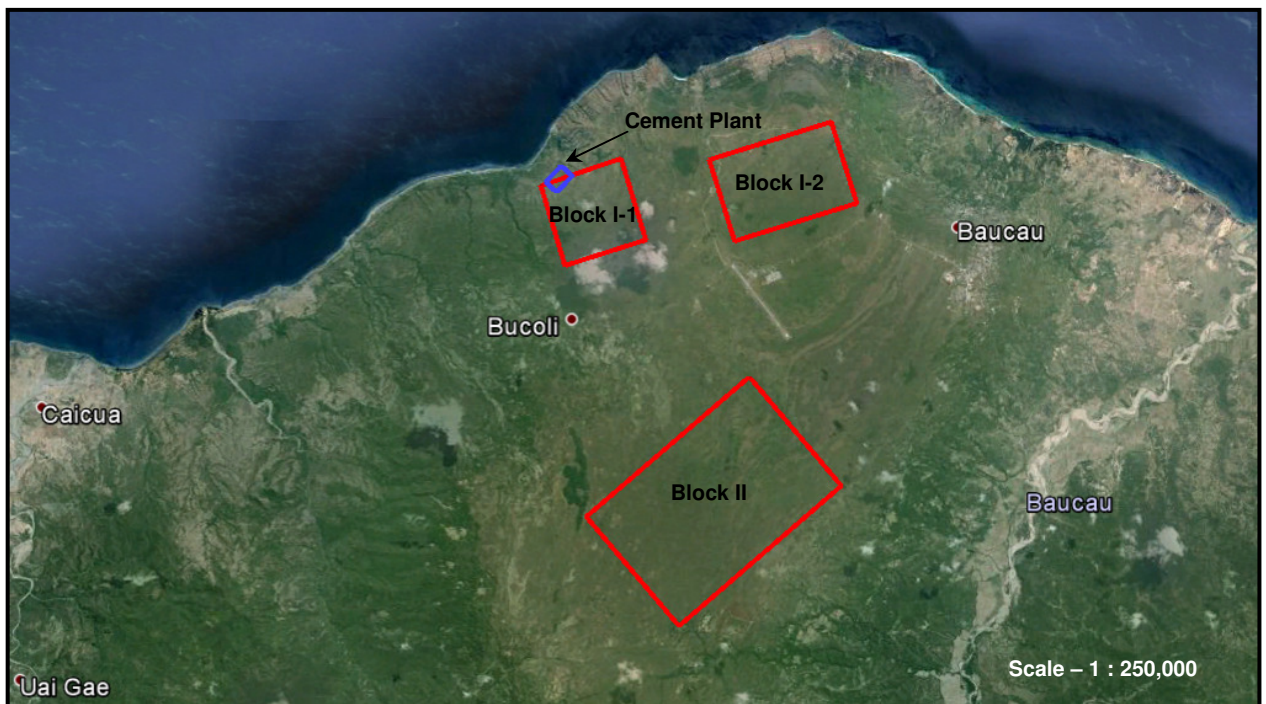 Cement Plant
Block I-2
Block I-1
Baucau
Bucoli
Caicua
Block II
Baucau
Scale – 1 : 250,000
Uai Gae